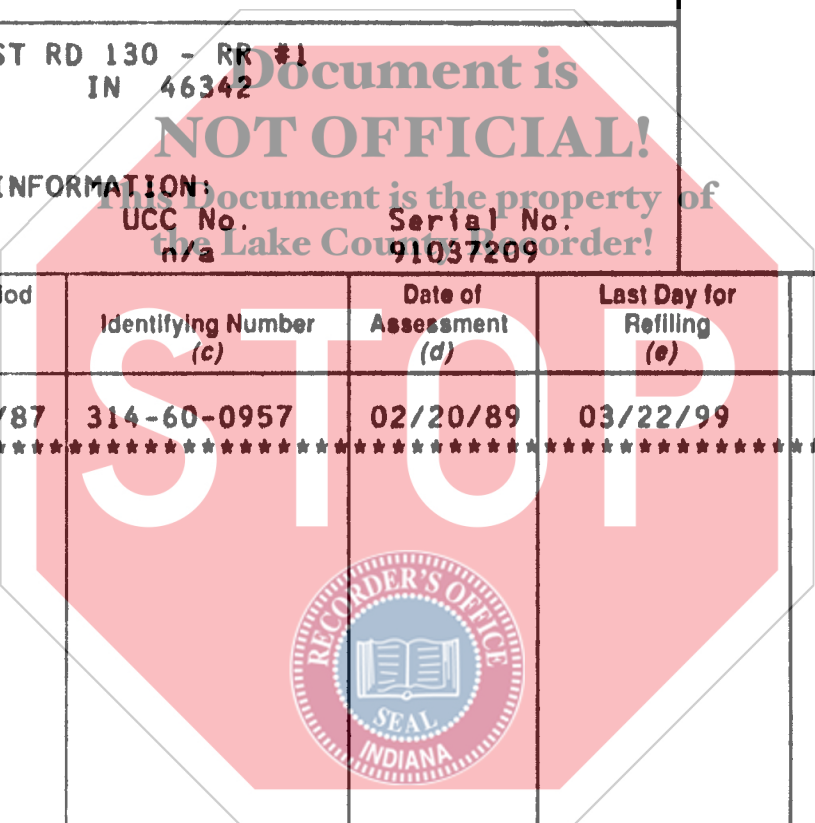 ST RD 130 - RR #1
IN 46342
Document is
NOT OFFICIAL!
INFORMATION:
This Document is the property of
UCC No. Serial No.
the Lake County Recorder!
n/a 91037209
iod Identifying Number (c) Date of Assessment (d) Last Day for Refiling (e)
/87 314-60-0957 02/20/89 03/22/99
***********************************************
STOP
RECORDER'S OFFICE
SEAL
INDIANA